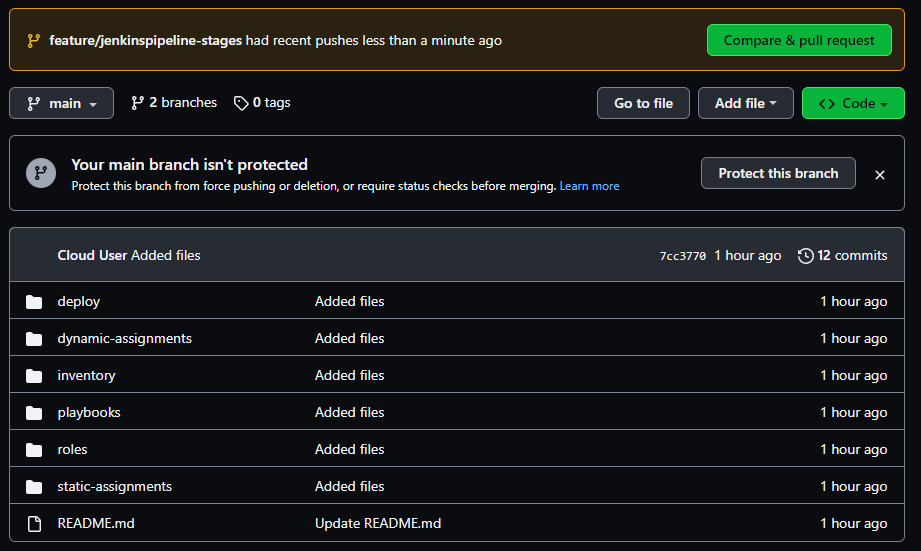 feature/jenkinspipeline-stages had recent pushes less than a minute ago
Compare & pull request
main
2 branches
0 tags
Go to file
Add file
Code
Your main branch isn't protected
Protect this branch from force pushing or deletion, or require status checks before merging. Learn more
Protect this branch
Cloud User Added files
7cc3770 1 hour ago
12 commits
deploy Added files 1 hour ago
dynamic-assignments Added files 1 hour ago
inventory Added files 1 hour ago
playbooks Added files 1 hour ago
roles Added files 1 hour ago
static-assignments Added files 1 hour ago
README.md Update README.md 1 hour ago